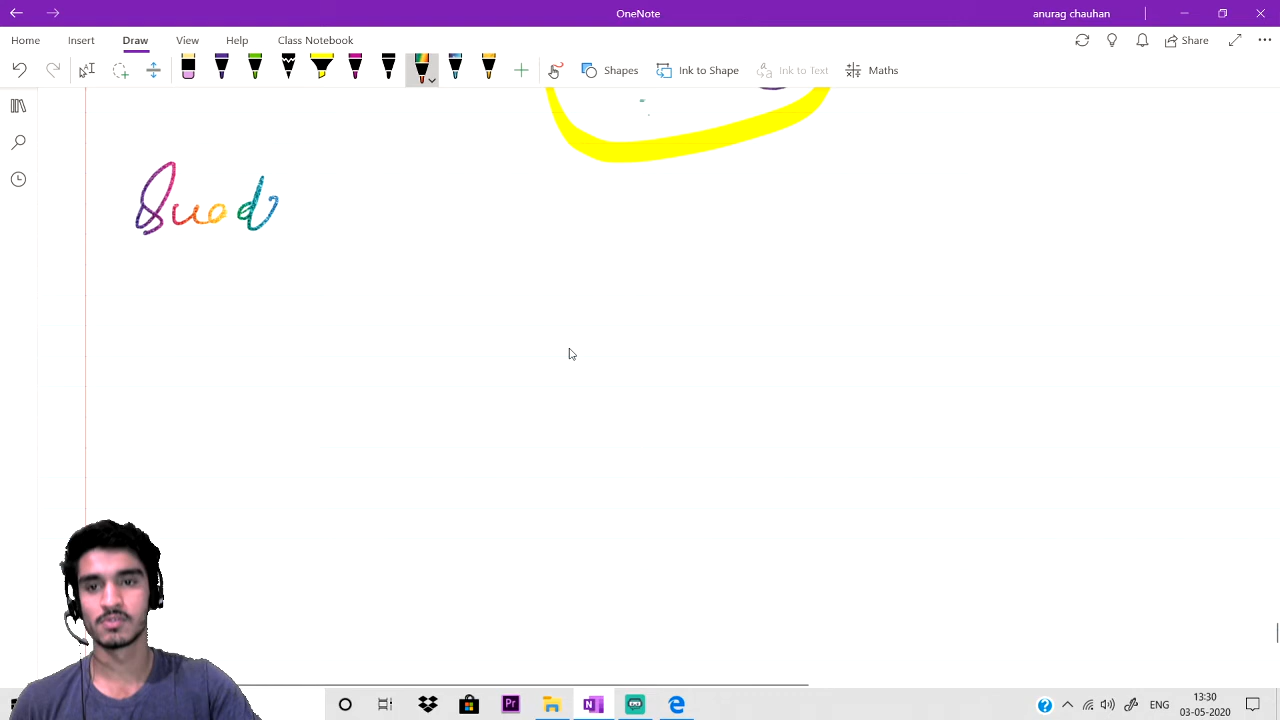 OneNote
anurag chauhan
Home Insert Draw View Help Class Notebook
Share
Shapes Ink to Shape Ink to Text Maths
Pr
N
ENG
13:30
03-05-2020